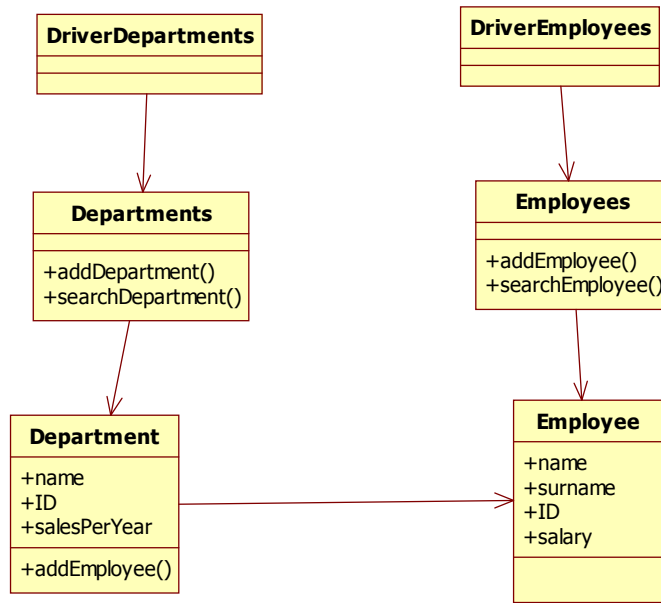 DriverDepartments
DriverEmployees
Departments
+addDepartment()
+searchDepartment()
Employees
+addEmployee()
+searchEmployee()
Department
+name
+ID
+salesPerYear
+addEmployee()
Employee
+name
+surname
+ID
+salary